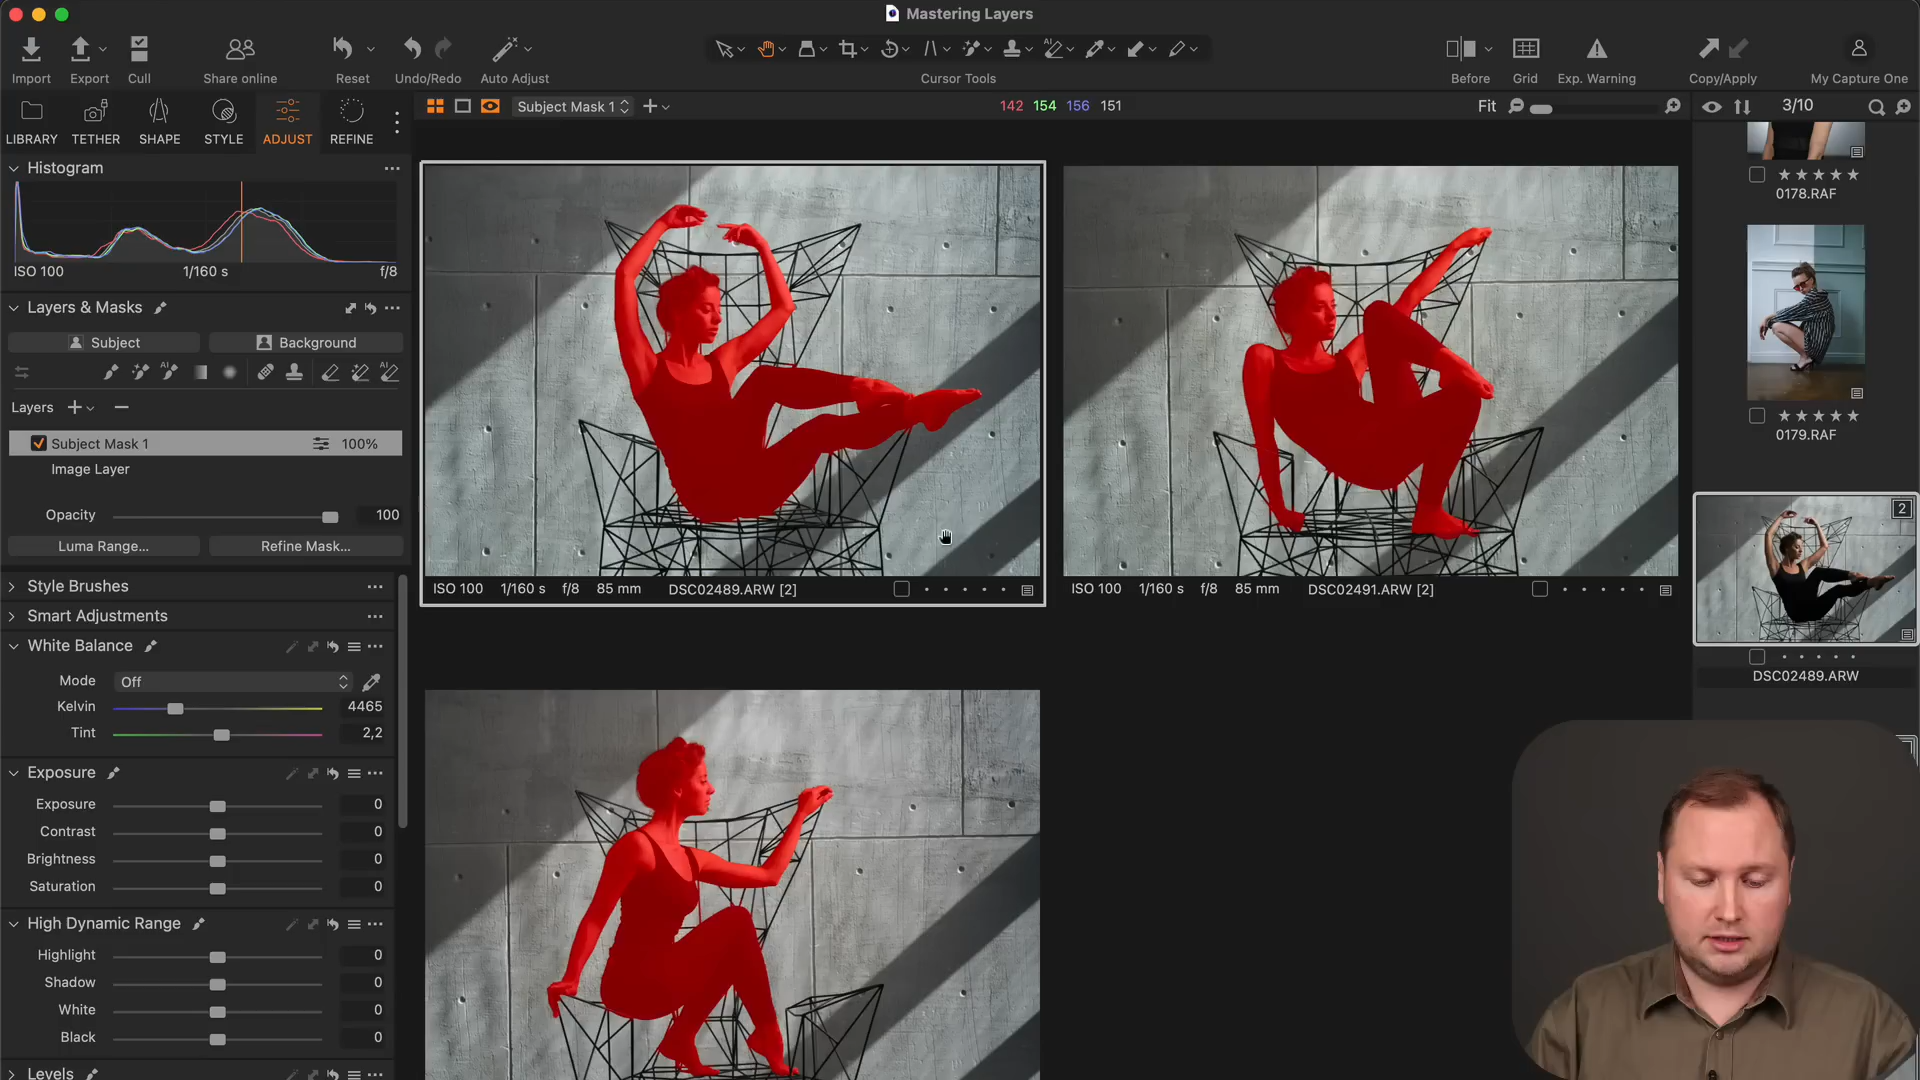 Mastering Layers
Import
Export
Cull
Share online
Reset
Undo/Redo
Auto Adjust
Cursor Tools
Before
Grid
Exp. Warning
Copy/Apply
My Capture One
LIBRARY
TETHER
SHAPE
STYLE
ADJUST
REFINE
Subject Mask 1
142 154 156 151
Fit
3/10
Histogram
ISO 100
1/160 s
f/8
Layers & Masks
Subject
Background
AI
AI
Layers
Subject Mask 1
100%
Image Layer
Opacity
100
Luma Range...
Refine Mask...
Style Brushes
Smart Adjustments
White Balance
Mode
Off
Kelvin
4465
Tint
2,2
Exposure
Exposure
0
Contrast
0
Brightness
0
Saturation
0
High Dynamic Range
Highlight
0
Shadow
0
White
0
Black
0
Levels
ISO 100 1/160 s f/8 85 mm DSC02489.ARW [2]
ISO 100 1/160 s f/8 85 mm DSC02491.ARW [2]
0178.RAF
0179.RAF
2
DSC02489.ARW